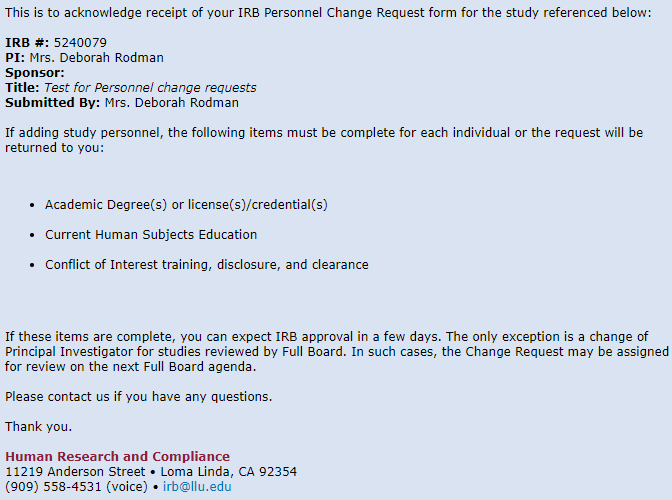 This is to acknowledge receipt of your IRB Personnel Change Request form for the study referenced below:
IRB #: 5240079
PI: Mrs. Deborah Rodman
Sponsor:
Title: Test for Personnel change requests
Submitted By: Mrs. Deborah Rodman
If adding study personnel, the following items must be complete for each individual or the request will be
returned to you:
• Academic Degree(s) or license(s)/credential(s)
• Current Human Subjects Education
• Conflict of Interest training, disclosure, and clearance
If these items are complete, you can expect IRB approval in a few days. The only exception is a change of
Principal Investigator for studies reviewed by Full Board. In such cases, the Change Request may be assigned
for review on the next Full Board agenda.
Please contact us if you have any questions.
Thank you.
Human Research and Compliance
11219 Anderson Street • Loma Linda, CA 92354
(909) 558-4531 (voice) • irb@llu.edu